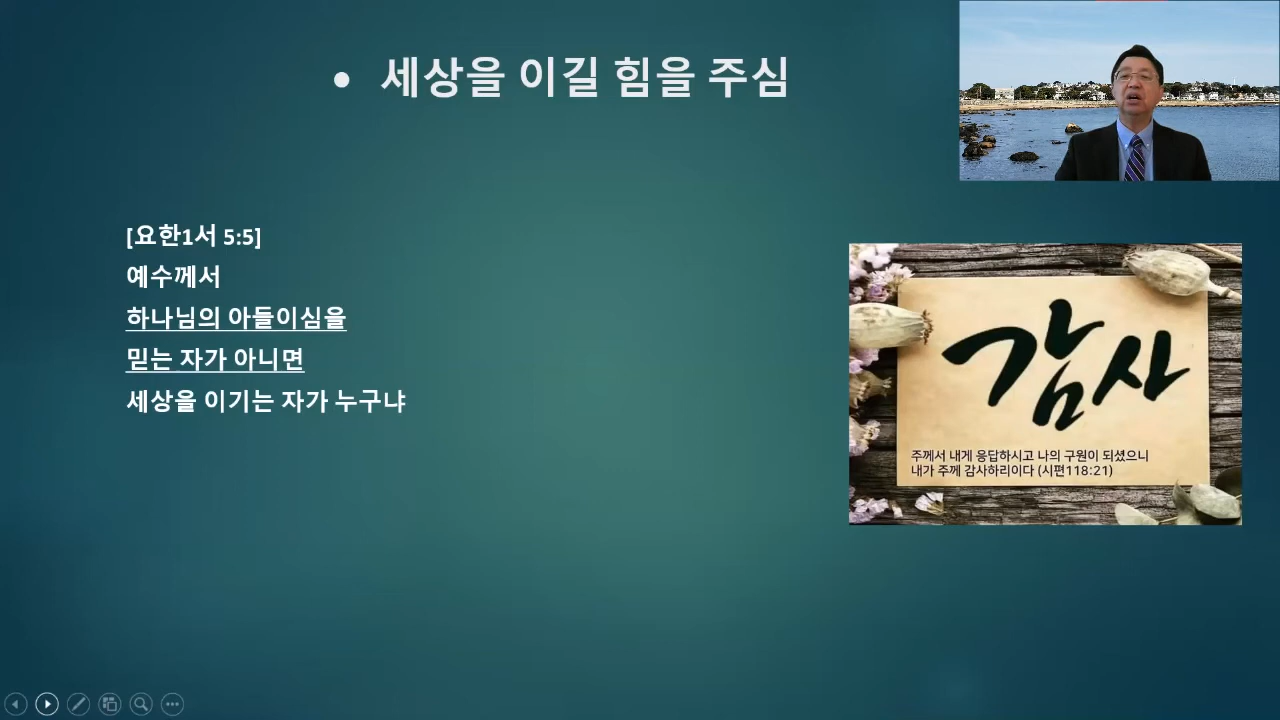 • 세상을 이길 힘을 주심
[요한1서 5:5]
예수께서
하나님의 아들이심을
믿는 자가 아니면
세상을 이기는 자가 누구냐
감사
주께서 내게 응답하시고 나의 구원이 되셨으니
내가 주께 감사하리이다 (시편118:21)